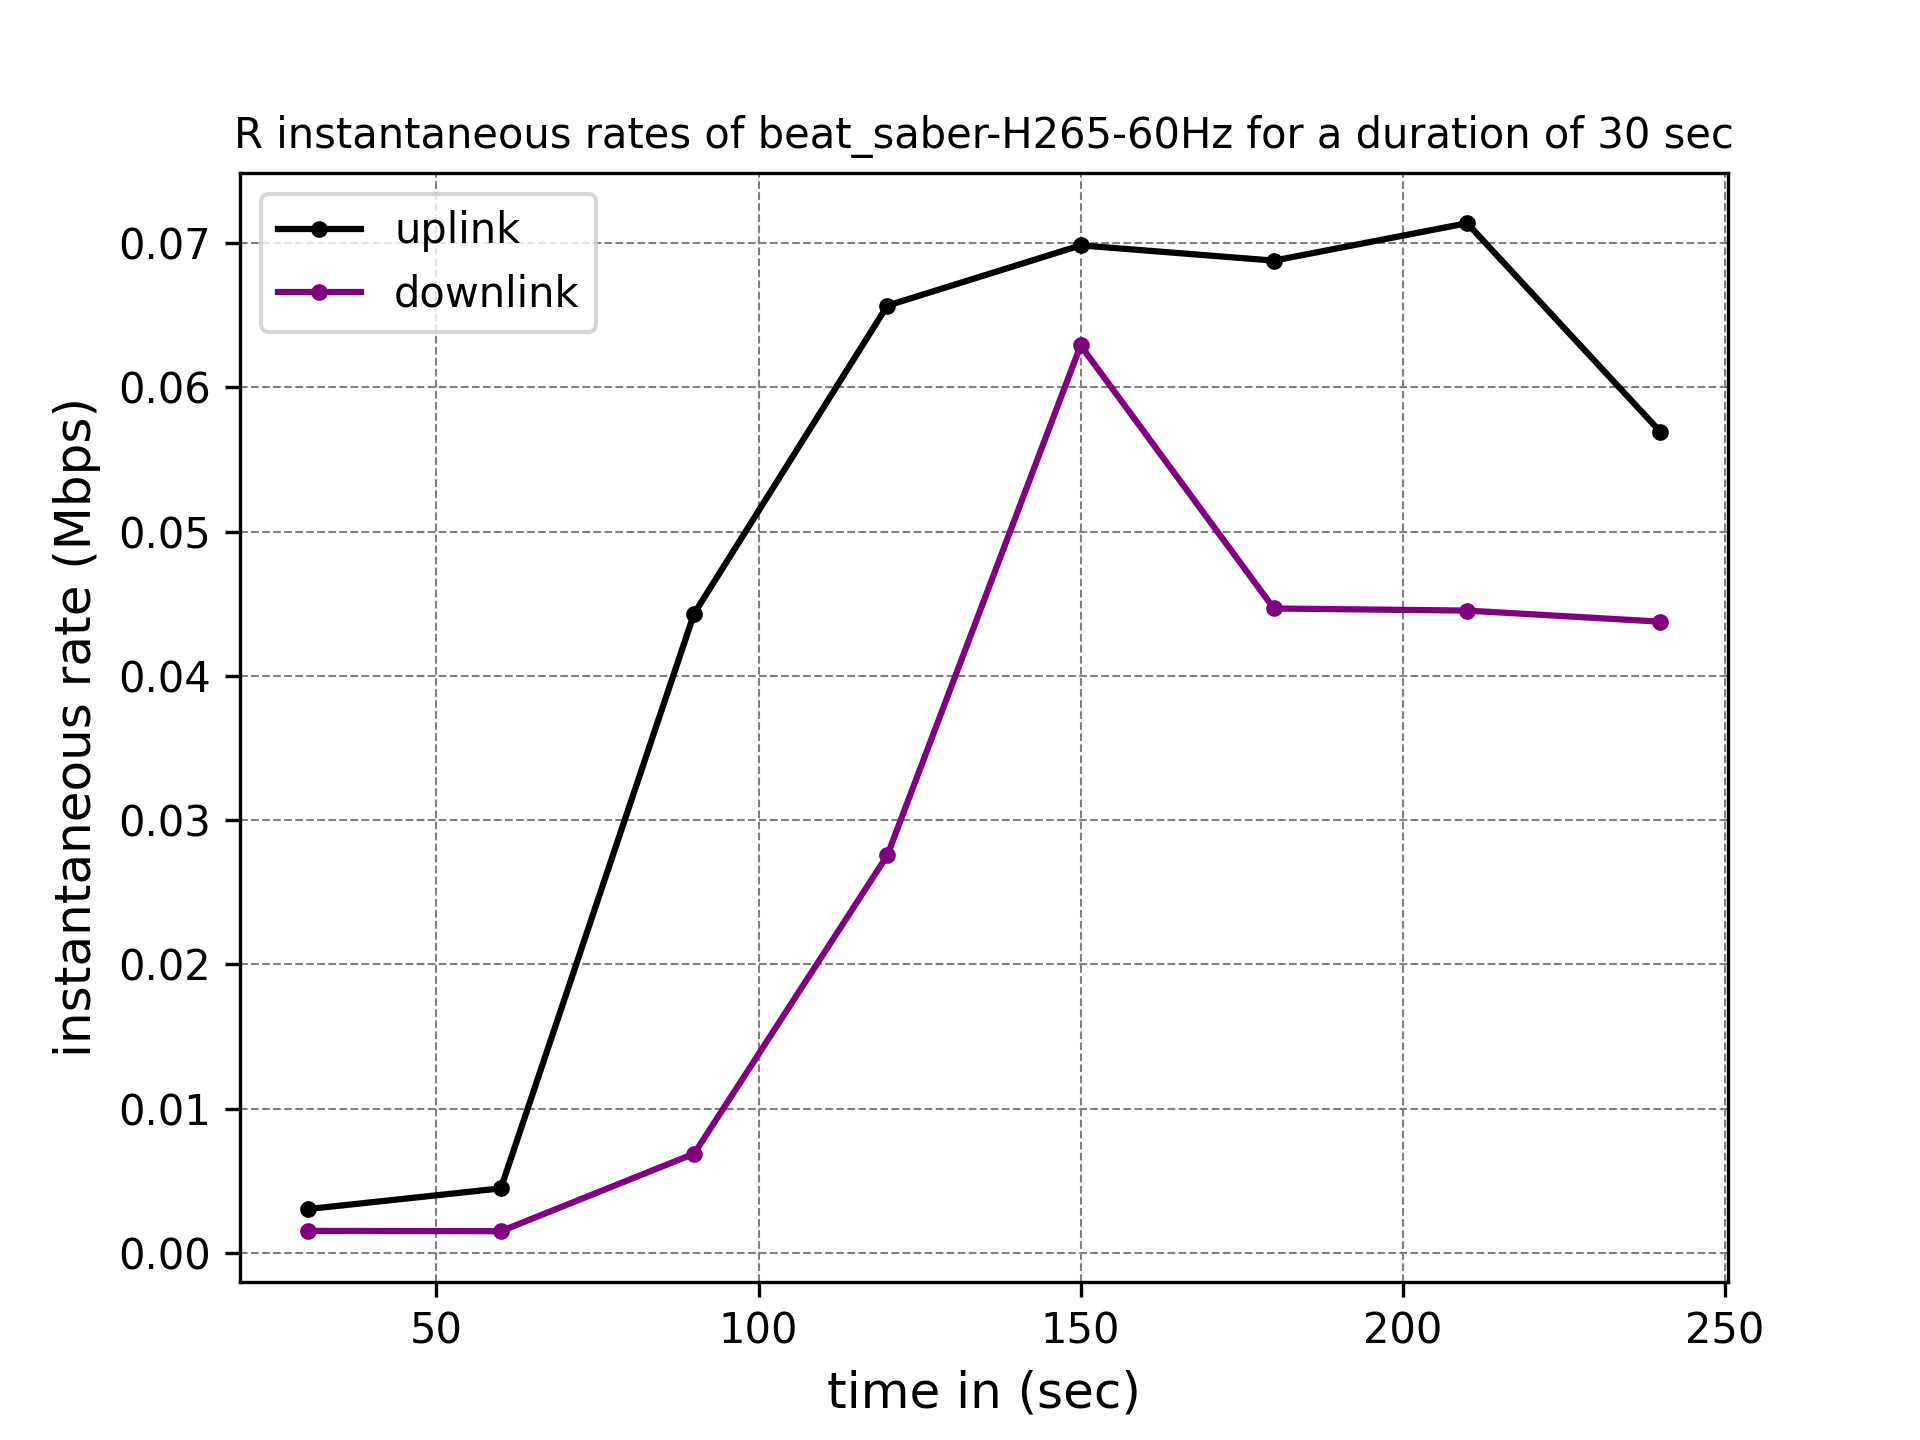 R instantaneous rates of beat_saber-H265-60Hz for a duration of 30 sec
uplink
downlink
instantaneous rate (Mbps)
0.07
0.06
0.05
0.04
0.03
0.02
0.01
0.00
50 100 150 200 250
time in (sec)